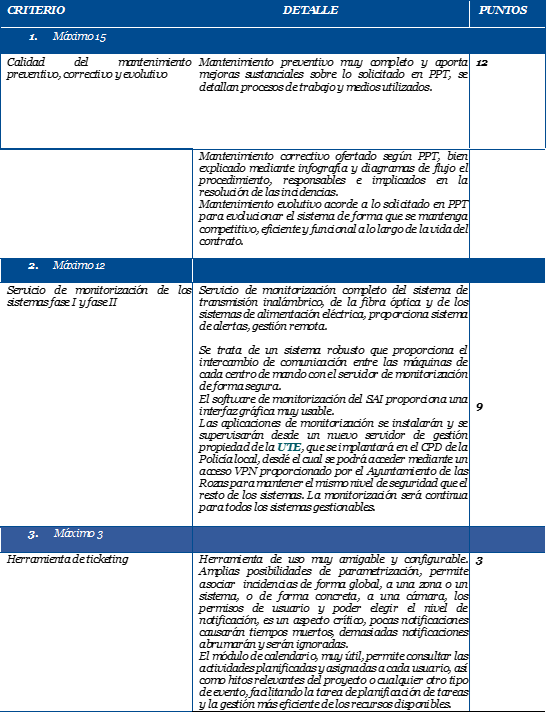 CRITERIO DETALLE PUNTOS
1. Máximo 15
Calidad del mantenimiento preventivo, correctivo y evolutivo
Mantenimiento preventivo muy completo y aporta
mejoras sustanciales sobre lo solicitado en PPT, se
detallan procesos de trabajo y medios utilizados.
12
Mantenimiento correctivo ofertado según PPT, bien
explicado mediante infografía y diagramas de flujo el
procedimiento, responsables e implicados en la
resolución de las incidencias.
Mantenimiento evolutivo acorde a lo solicitado en PPT
para evolucionar el sistema de forma que se mantenga
competitivo, eficiente y funcional a lo largo de la vida del
contrato.
2. Máximo 12
Servicio de monitorización de los
sistemas fase I y fase II
Servicio de monitorización completo del sistema de
transmisión inalámbrico, de la fibra óptica y de los
sistemas de alimentación eléctrica, proporciona sistema
de alertas, gestión remota.
Se trata de un sistema robusto que proporciona el
intercambio de comunicación entre las máquinas de
cada centro de mando con el servidor de monitorización
de forma segura.
El software de monitorización del SAI proporciona una
interfaz gráfica muy usable.
Las aplicaciones de monitorización se instalarán y se
supervisarán desde un nuevo servidor de gestión
propiedad de la UTE, que se implantará en el CPD de la
Policía local, desdé el cual se podrá acceder mediante un
acceso VPN proporcionado por el Ayuntamiento de las
Rozas para mantener el mismo nivel de seguridad que el
resto de los sistemas. La monitorización será continua
para todos los sistemas gestionables.
9
3. Máximo 3
Herramienta de ticketing
Herramienta de uso muy amigable y configurable.
Amplias posibilidades de parametrización, permite
asociar incidencias de forma global, a una zona o un
sistema, o de forma concreta, a una cámara, los
permisos de usuario y poder elegir el nivel de
notificación, es un aspecto crítico, pocas notificaciones
causarán tiempos muertos, demasiadas notificaciones
abrumarán y serán ignoradas.
El módulo de calendario, muy útil, permite consultar las
actividades planificadas y asignadas a cada usuario, así
como hitos relevantes del proyecto o cualquier otro tipo
de evento, facilitando la tarea de planificación de tareas
y la gestión más eficiente de los recursos disponibles.
3